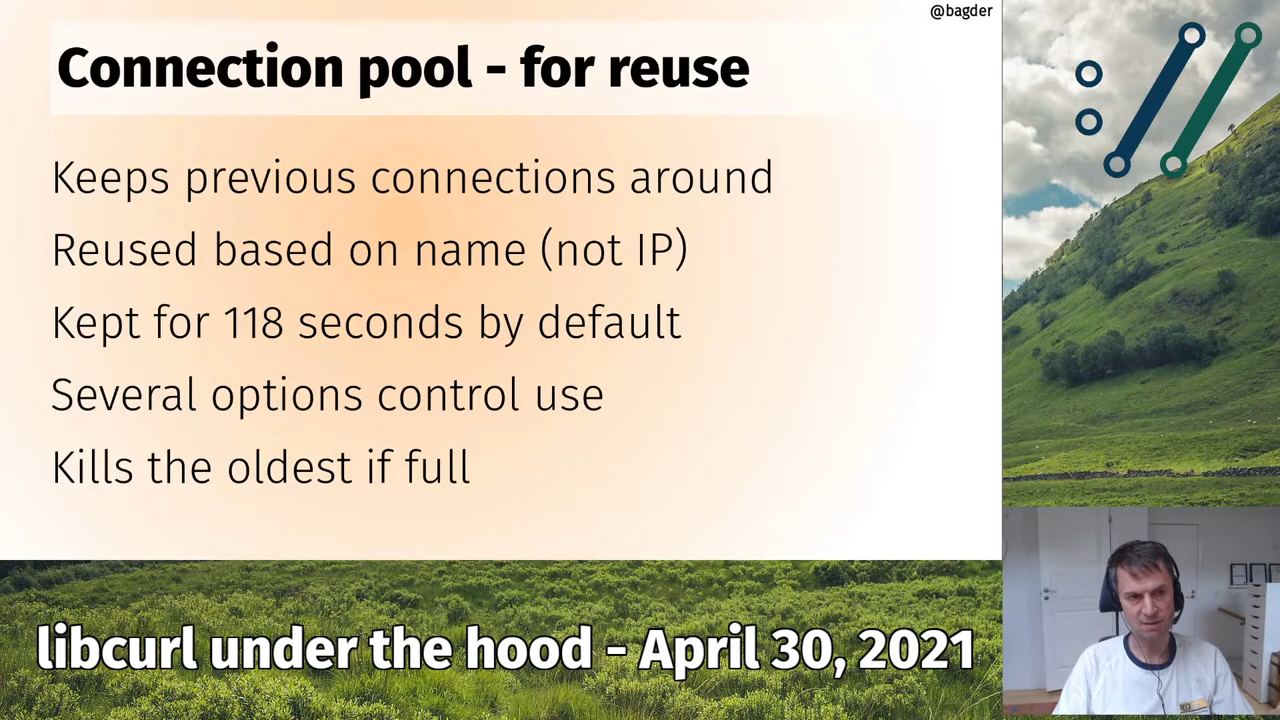 @bagder
Connection pool - for reuse
Keeps previous connections around
Reused based on name (not IP)
Kept for 118 seconds by default
Several options control use
Kills the oldest if full
libcurl under the hood - April 30, 2021